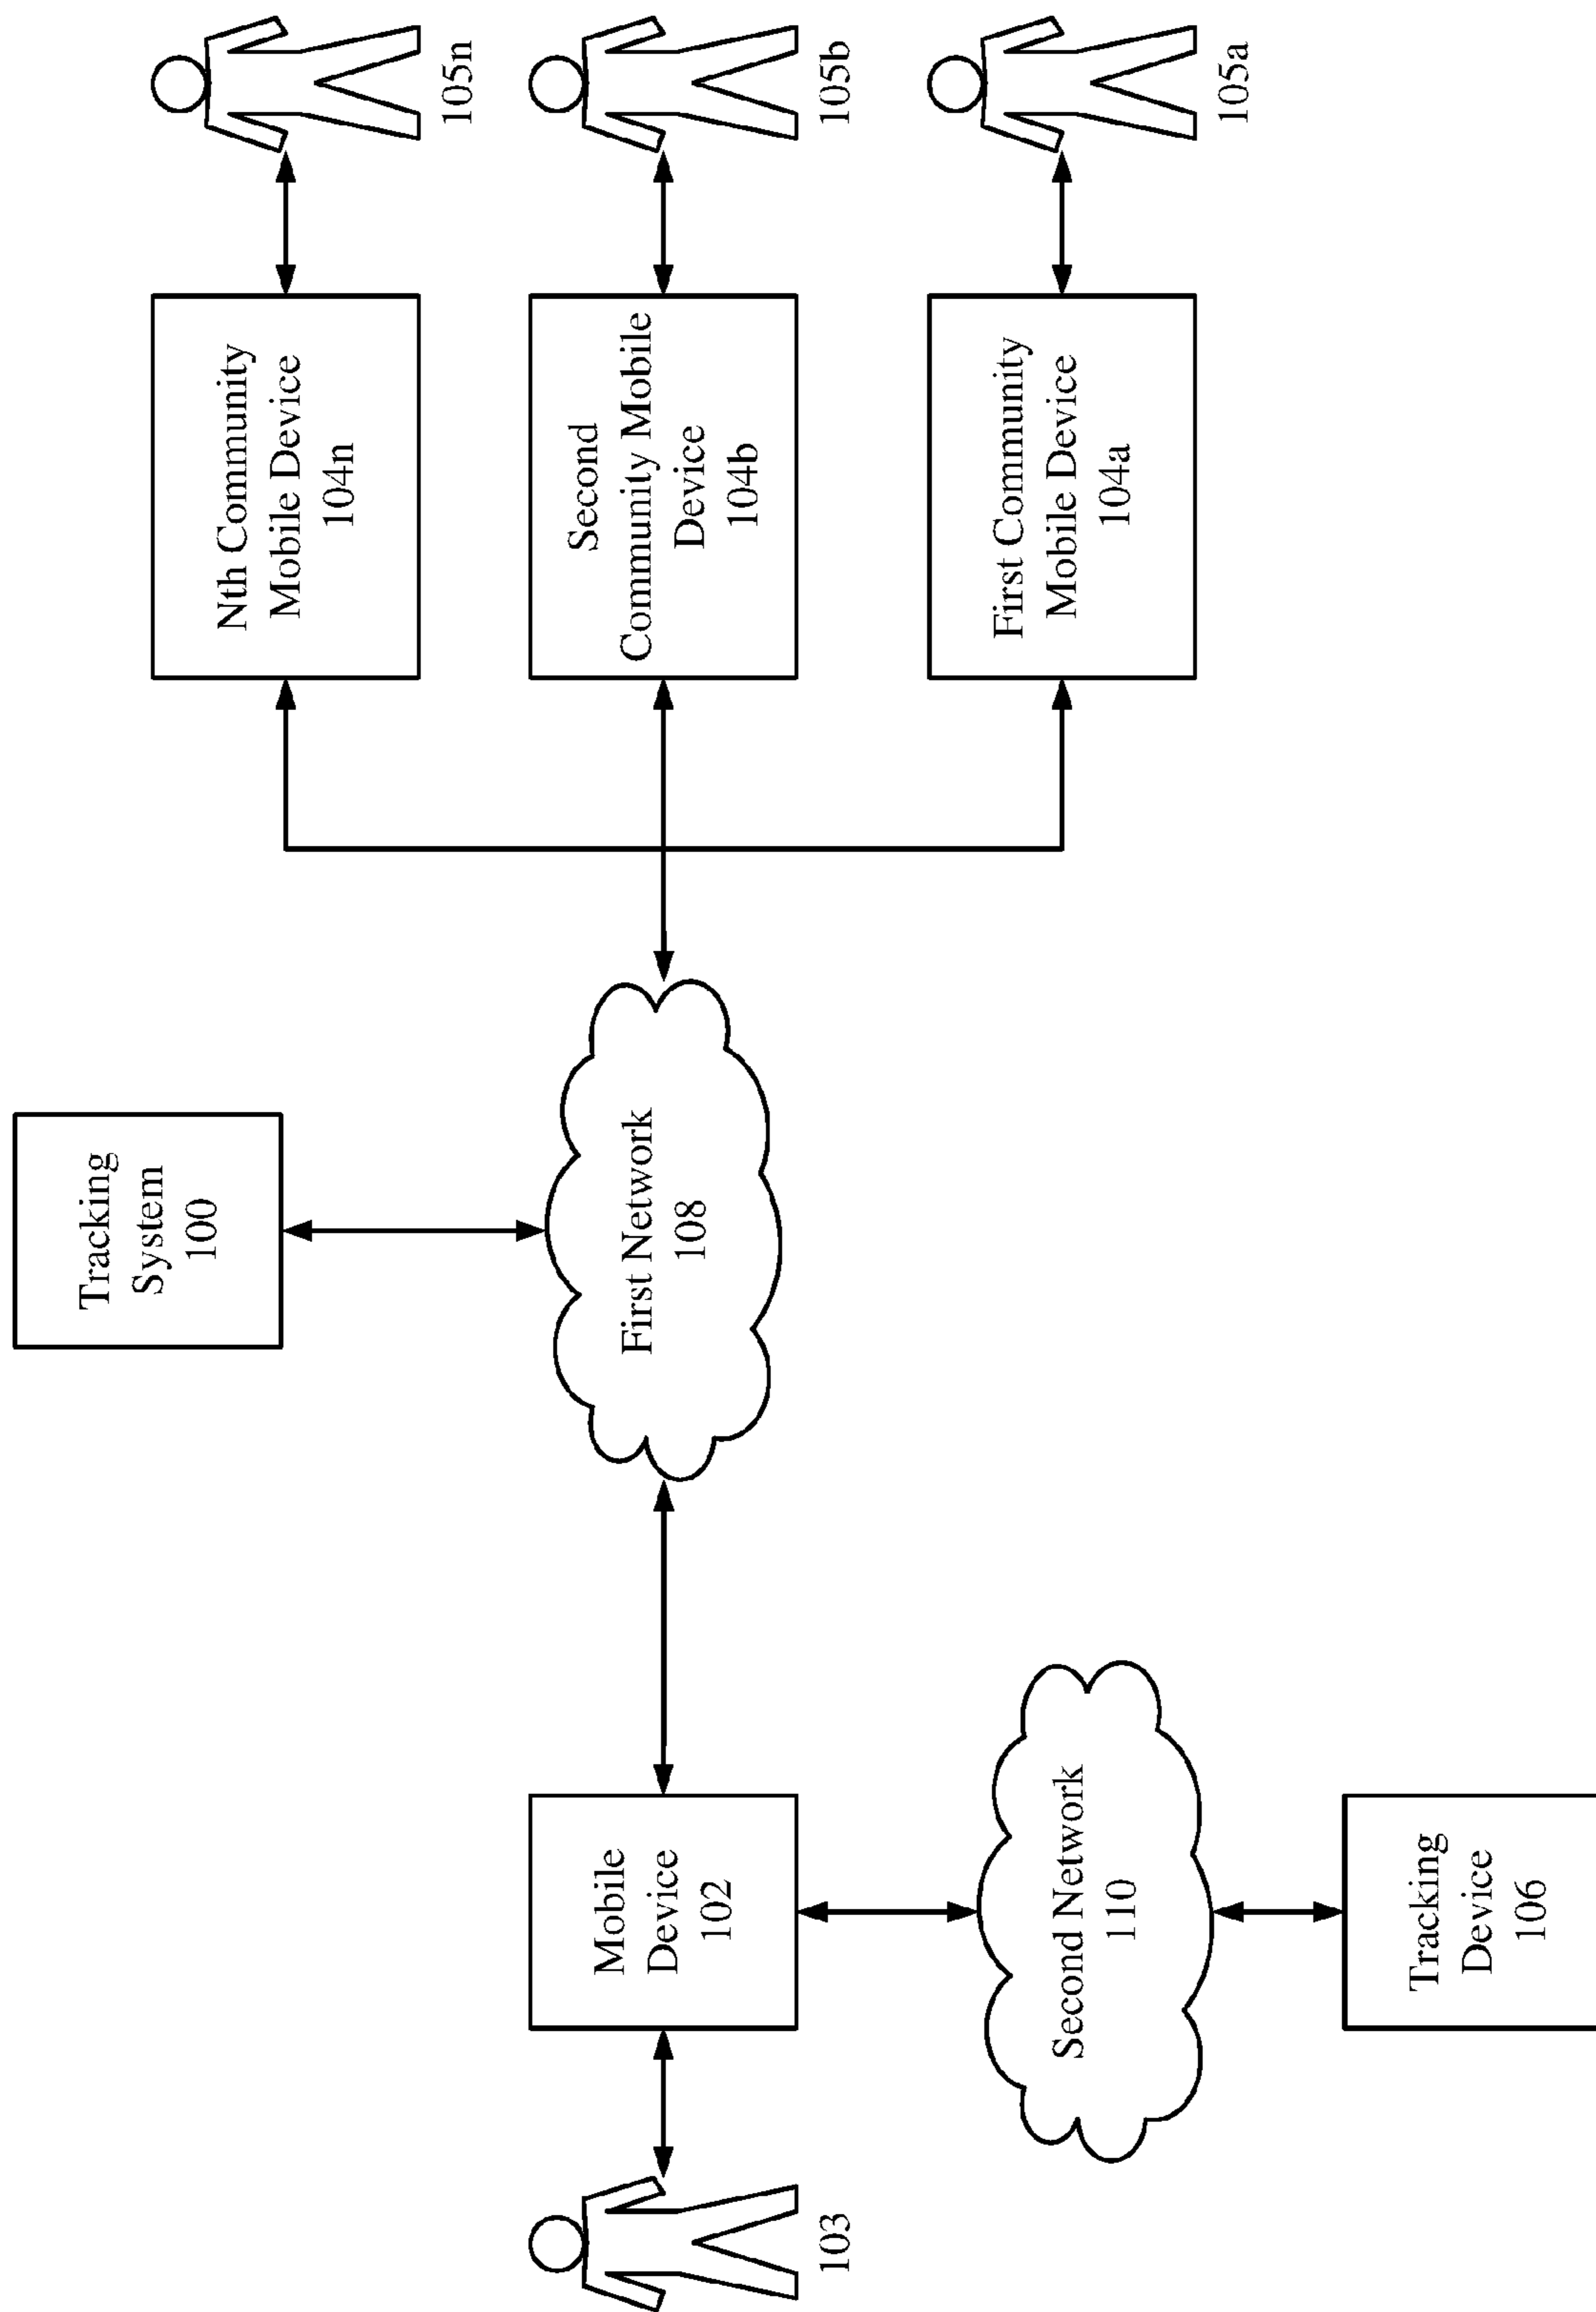 Tracking
System
100
Nth Community
Mobile Device
104n
105n
103
Mobile
Device
102
First Network
108
Second
Community Mobile
Device
104b
105b
Second Network
110
First Community
Mobile Device
104a
105a
Tracking
Device
106